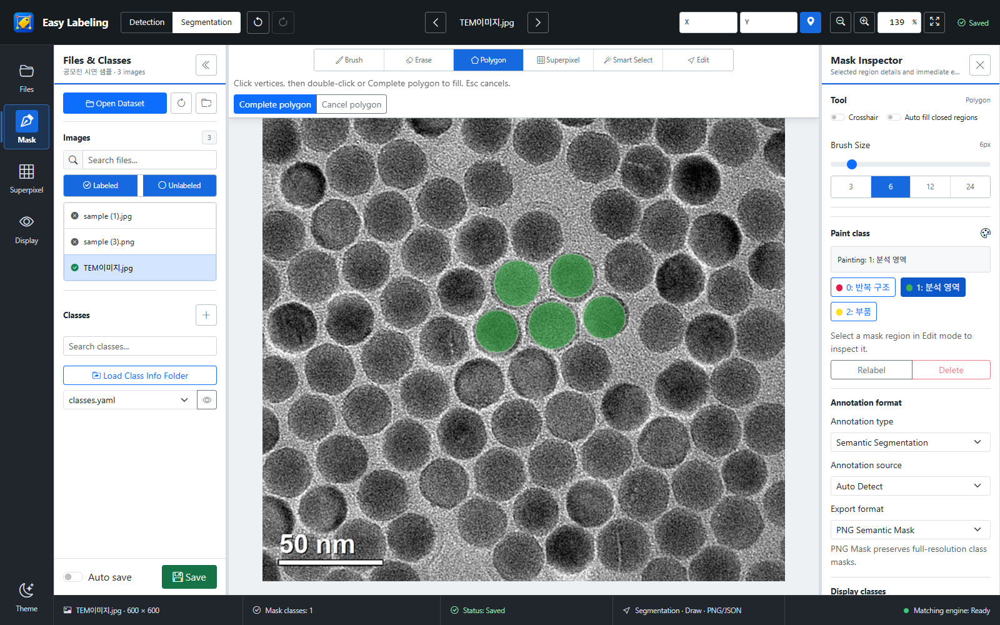 Easy Labeling
Detection
Segmentation
TEM이미지.jpg
X
Y
139 %
Saved
Files
Mask
Superpixel
Display
Theme
Files & Classes
공모전 시연 샘플 · 3 images
Open Dataset
Images
3
Search files...
Labeled
Unlabeled
sample (1).jpg
sample (3).png
TEM이미지.jpg
Classes
Search classes...
Load Class Info Folder
classes.yaml
Auto save
Save
Brush
Erase
Polygon
Superpixel
Smart Select
Edit
Click vertices, then double-click or Complete polygon to fill. Esc cancels.
Complete polygon
Cancel polygon
50 nm
Mask Inspector
Selected region details and immediate e...
Tool
Polygon
Crosshair
Auto fill closed regions
Brush Size
6px
3
6
12
24
Paint class
Painting: 1: 분석 영역
0: 반복 구조
1: 분석 영역
2: 부품
Select a mask region in Edit mode to
inspect it.
Relabel
Delete
Annotation format
Annotation type
Semantic Segmentation
Annotation source
Auto Detect
Export format
PNG Semantic Mask
PNG Mask preserves full-resolution class
masks.
Display classes
TEM이미지.jpg · 600 × 600
Mask classes: 1
Status: Saved
Segmentation · Draw · PNG/JSON
Matching engine: Ready